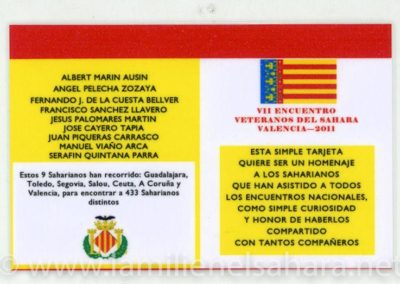 ALBERT MARIN AUSIN
ANGEL PELECHA ZOZAYA
FERNANDO J. DE LA CUESTA BELLVER
FRANCISCO SANCHEZ LLAVERO
JESUS PALOMARES MARTIN
JOSE CAYERO TAPIA
JUAN PIQUERAS CARRASCO
MANUEL VIAÑO ARCA
SERAFIN QUINTANA PARRA
Estos 9 Saharianos han recorrido: Guadalajara,
Toledo, Segovia, Salou, Ceuta, A Coruña y
Valencia, para encontrar a 433 Saharianos
distintos
VII ENCUENTRO
VETERANOS DEL SAHARA
VALENCIA—2011
ESTA SIMPLE TARJETA
QUIERE SER UN HOMENAJE
A LOS SAHARIANOS
QUE HAN ASISTIDO A TODOS
LOS ENCUENTROS NACIONALES,
COMO SIMPLE CURIOSIDAD
Y HONOR DE HABERLOS
COMPARTIDO
CON TANTOS COMPAÑEROS
© www.lamilienelsahara.net